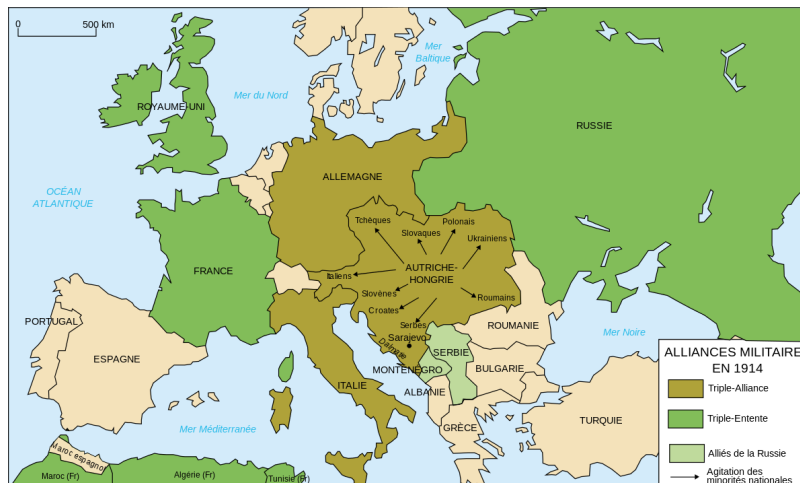 0 500 km
Mer
Baltique
Mer du Nord
ROYAUME-UNI
RUSSIE
ALLEMAGNE
OCÉAN
ATLANTIQUE
Tchèques
Polonais
Slovaques
Ukrainiens
FRANCE
AUTRICHE-
HONGRIE
Italiens
Slovènes
Roumains
Croates
PORTUGAL
Serbes
ROUMANIE
Mer Noire
Sarajevo
Dalmatie
SERBIE
ESPAGNE
MONTÉNÉGRO
BULGARIE
ITALIE
ALBANIE
GRÈCE
TURQUIE
Mer Méditerranée
Maroc espagnol
Maroc (Fr)
Algérie (Fr)
Tunisie (Fr)
ALLIANCES MILITAIRES
EN 1914
Triple-Alliance
Triple-Entente
Alliés de la Russie
Agitation des
minorités nationales